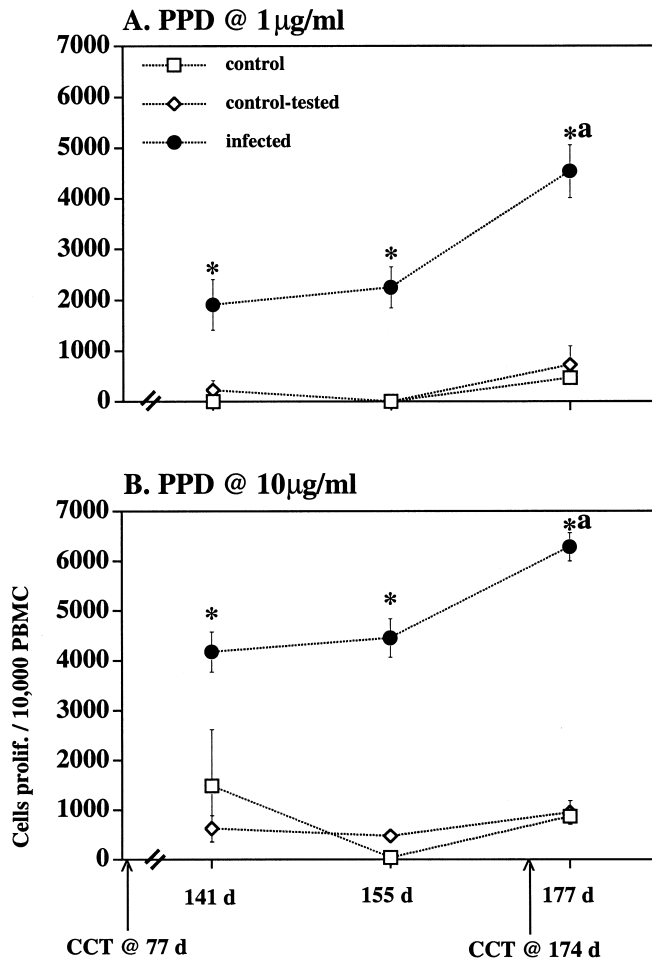 A. PPD @ 1μg/ml
7000
6000
5000
4000
3000
2000
1000
0
control
control-tested
infected
*
*
*a
B. PPD @ 10μg/ml
7000
6000
5000
4000
3000
2000
1000
0
Cells prolif. / 10,000 PBMC
*
*
*a
141 d
155 d
177 d
CCT @ 77 d
CCT @ 174 d